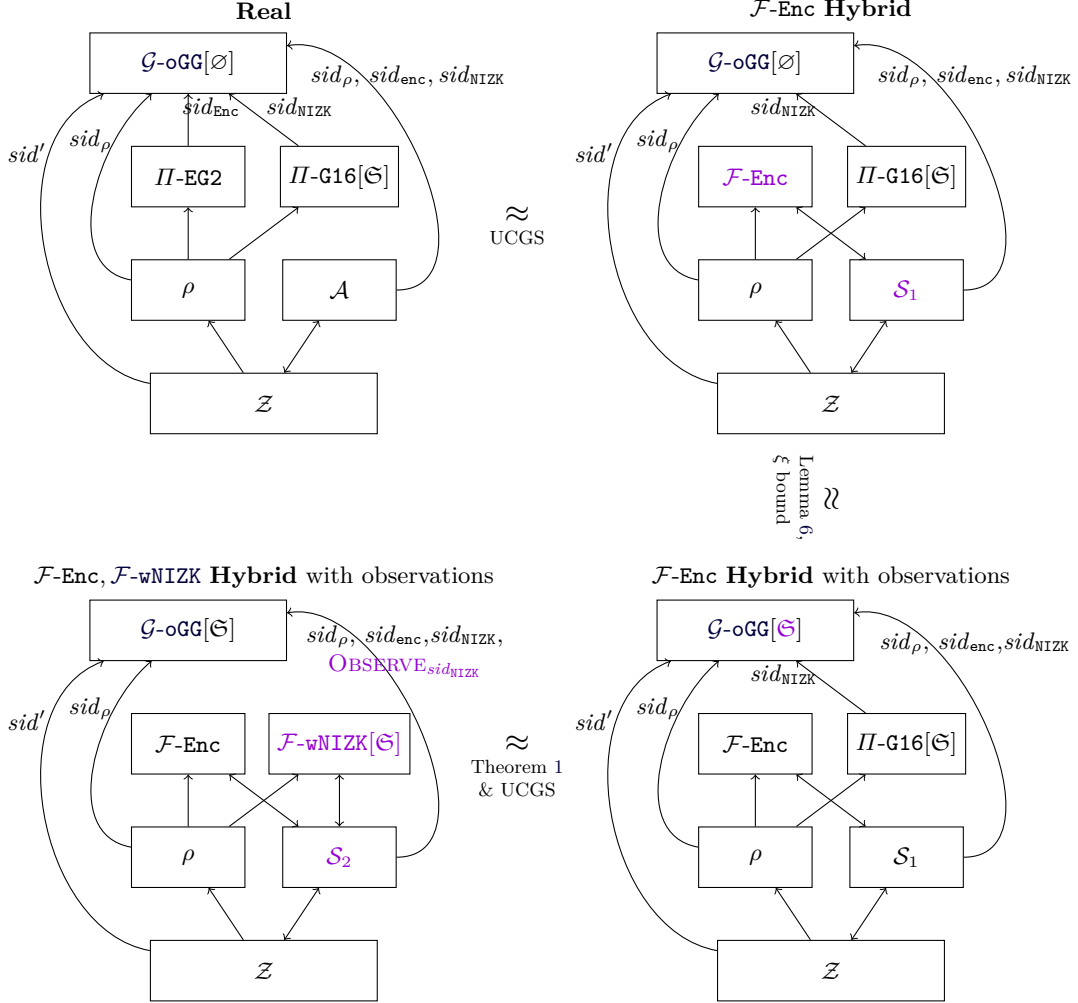 Real
𝒢-oGG[∅]
sid_ρ, sid_enc, sid_NIZK
sid_Enc
sid_NIZK
sid'
sid_ρ
Π-EG2
Π-G16[𝔖]
ρ
𝒜
𝒵
≈
UCGS
ℱ-Enc Hybrid
𝒢-oGG[∅]
sid_ρ, sid_enc, sid_NIZK
sid_NIZK
sid'
sid_ρ
ℱ-Enc
Π-G16[𝔖]
ρ
𝒮₁
𝒵
≈
Lemma 6,
ξ bound
ℱ-Enc, ℱ-wNIZK Hybrid with observations
𝒢-oGG[𝔖]
sid_ρ, sid_enc,sid_NIZK,
OBSERVE_sid_NIZK
sid'
sid_ρ
ℱ-Enc
ℱ-wNIZK[𝔖]
ρ
𝒮₂
𝒵
≈
Theorem 1
& UCGS
ℱ-Enc Hybrid with observations
𝒢-oGG[𝔖]
sid_ρ, sid_enc,sid_NIZK
sid_NIZK
sid'
sid_ρ
ℱ-Enc
Π-G16[𝔖]
ρ
𝒮₁
𝒵